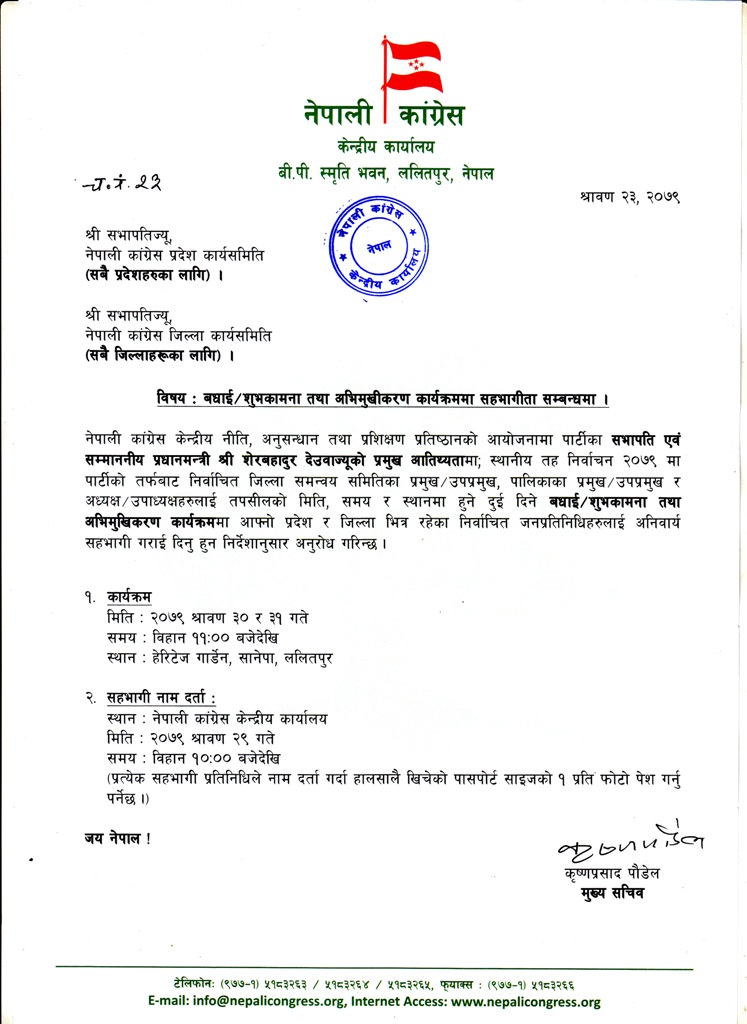 नेपाली कांग्रेस
केन्द्रीय कार्यालय
बी.पी. स्मृति भवन, ललितपुर, नेपाल
च.नं. २३
श्रावण २३, २०७९
नेपाली कांग्रेस
नेपाल
केन्द्रीय कार्यालय
श्री सभापतिज्यू,
नेपाली कांग्रेस प्रदेश कार्यसमिति
(सबै प्रदेशहरुका लागि) ।
श्री सभापतिज्यू,
नेपाली कांग्रेस जिल्ला कार्यसमिति
(सबै जिल्लाहरूका लागि) ।
विषय : बधाई/शुभकामना तथा अभिमुखीकरण कार्यक्रममा सहभागीता सम्बन्धमा ।
नेपाली कांग्रेस केन्द्रीय नीति, अनुसन्धान तथा प्रशिक्षण प्रतिष्ठानको आयोजनामा पार्टीका सभापति एवं
सम्माननीय प्रधानमन्त्री श्री शेरबहादुर देउवाज्यूको प्रमुख आतिथ्यतामा; स्थानीय तह निर्वाचन २०७९ मा
पार्टीको तर्फबाट निर्वाचित जिल्ला समन्वय समितिका प्रमुख/उपप्रमुख, पालिकाका प्रमुख/उपप्रमुख र
अध्यक्ष/उपाध्यक्षहरुलाई तपसीलको मिति, समय र स्थानमा हुने दुई दिने बधाई/शुभकामना तथा
अभिमुखिकरण कार्यक्रममा आफ्नो प्रदेश र जिल्ला भित्र रहेका निर्वाचित जनप्रतिनिधिहरुलाई अनिवार्य
सहभागी गराई दिनु हुन निर्देशानुसार अनुरोध गरिन्छ ।
१. कार्यक्रम
मिति : २०७९ श्रावण ३० र ३१ गते
समय : विहान ११:०० बजेदेखि
स्थान : हेरिटेज गार्डेन, सानेपा, ललितपुर
२. सहभागी नाम दर्ता :
स्थान : नेपाली कांग्रेस केन्द्रीय कार्यालय
मिति : २०७९ श्रावण २९ गते
समय : विहान १०:०० बजेदेखि
(प्रत्येक सहभागी प्रतिनिधिले नाम दर्ता गर्दा हालसालै खिचेको पासपोर्ट साइजको १ प्रति फोटो पेश गर्नु
पर्नेछ ।)
जय नेपाल !
कृष्णप्रसाद पौडेल
मुख्य सचिव
टेलिफोन: (९७७-१) ५१८३२६३ / ५१८३२६४ / ५१८३२६५, फ्याक्स : (९७७-१) ५१८३२६६
E-mail: info@nepalicongress.org, Internet Access: www.nepalicongress.org